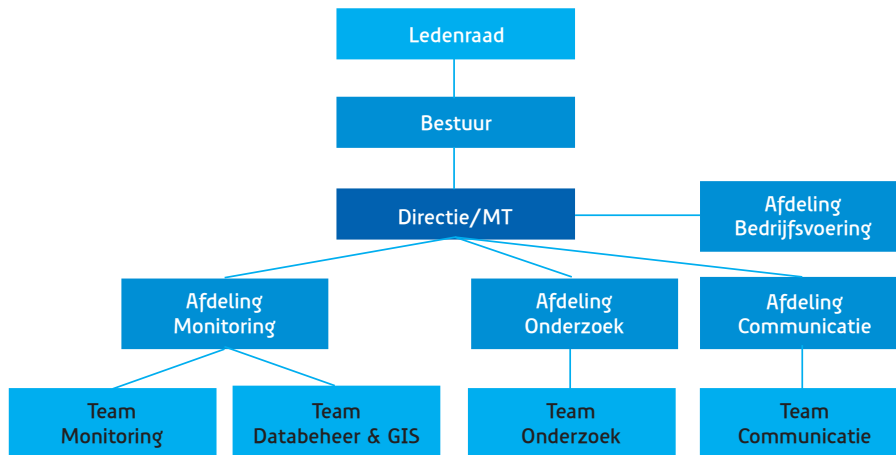 Ledenraad
Bestuur
Directie/MT
Afdeling
Bedrijfsvoering
Afdeling
Monitoring
Afdeling
Onderzoek
Afdeling
Communicatie
Team
Monitoring
Team
Databeheer & GIS
Team
Onderzoek
Team
Communicatie